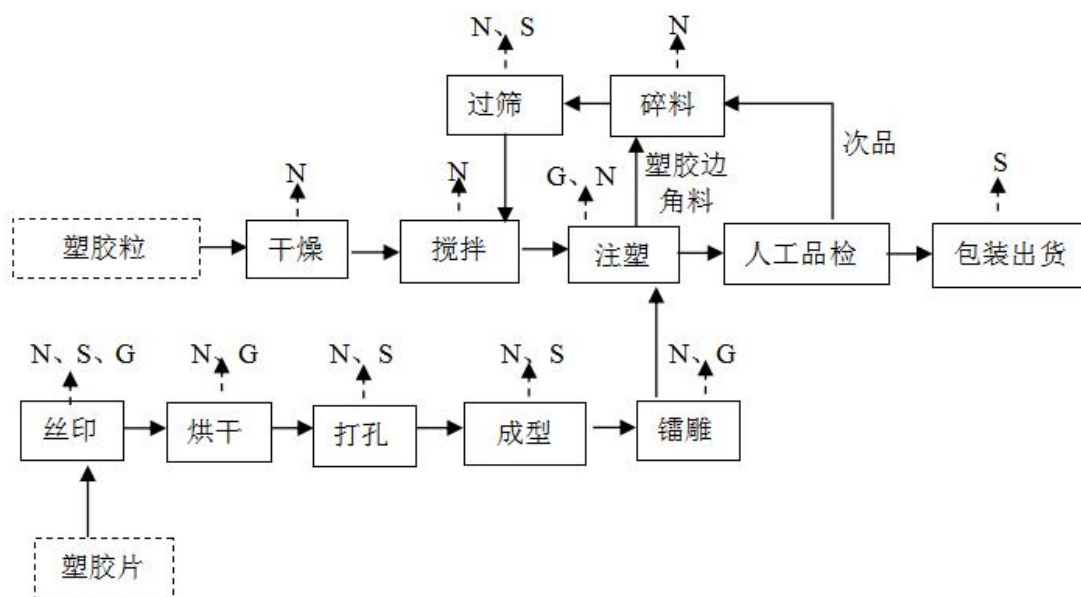 N、S
N
过筛
碎料
次品
塑胶边
角料
N
N
G、N
S
塑胶粒
干燥
搅拌
注塑
人工品检
包装出货
N、S、G
N、G
N、S
N、S
N、G
丝印
烘干
打孔
成型
镭雕
塑胶片